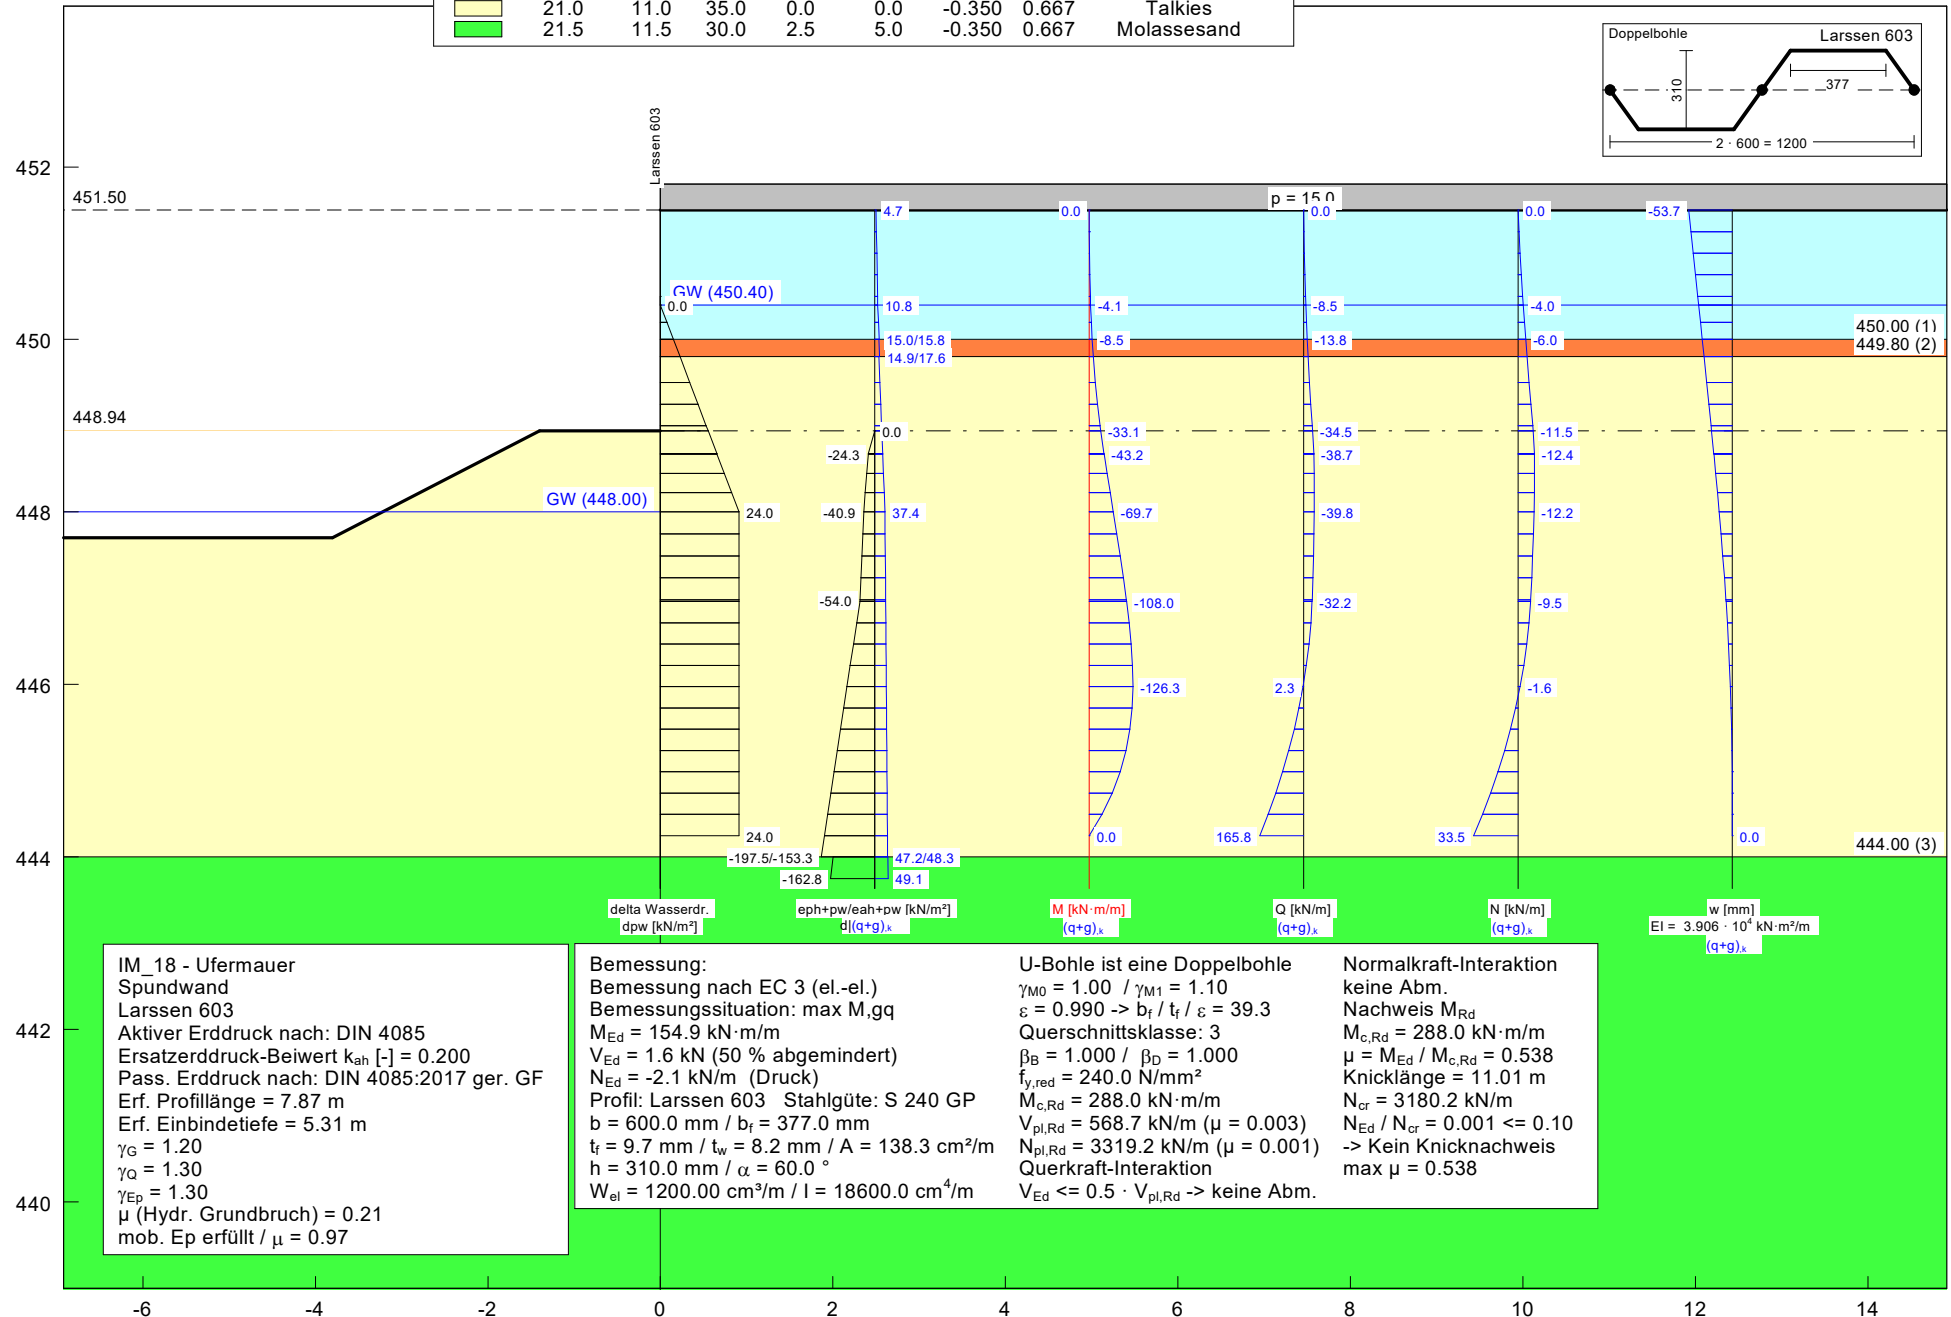 21.0 11.0 35.0 0.0 0.0 -0.350 0.667 Talkies
21.5 11.5 30.0 2.5 5.0 -0.350 0.667 Molassesand
Doppelbohle Larssen 603
310
377
2 · 600 = 1200
Larssen 603
452
451.50
p = 15.0
4.7 0.0 0.0 0.0 -53.7
GW (450.40)
0.0 10.8 -4.1 -8.5 -4.0
450.00 (1)
450
15.0/15.8 -8.5 -13.8 -6.0
449.80 (2)
14.9/17.6
448.94
0.0 -33.1 -34.5 -11.5
-24.3 -43.2 -38.7 -12.4
GW (448.00)
448
24.0 -40.9 37.4 -69.7 -39.8 -12.2
-54.0 -108.0 -32.2 -9.5
446
-126.3 2.3 -1.6
24.0 0.0 165.8 33.5 0.0
444.00 (3)
444
-197.5/-153.3 47.2/48.3
-162.8 49.1
delta Wasserdr.
dpw [kN/m²]
eph+pw/eah+pw [kN/m²]
d|(q+g),k
M [kN·m/m]
(q+g),k
Q [kN/m]
(q+g),k
N [kN/m]
(q+g),k
w [mm]
EI = 3.906 · 10⁴ kN·m²/m
(q+g),k
442
440
IM_18 - Ufermauer
Spundwand
Larssen 603
Aktiver Erddruck nach: DIN 4085
Ersatzerddruck-Beiwert kah [-] = 0.200
Pass. Erddruck nach: DIN 4085:2017 ger. GF
Erf. Profillänge = 7.87 m
Erf. Einbindetiefe = 5.31 m
γG = 1.20
γQ = 1.30
γEp = 1.30
μ (Hydr. Grundbruch) = 0.21
mob. Ep erfüllt / μ = 0.97
Bemessung:
Bemessung nach EC 3 (el.-el.)
Bemessungssituation: max M,gq
MEd = 154.9 kN·m/m
VEd = 1.6 kN (50 % abgemindert)
NEd = -2.1 kN/m (Druck)
Profil: Larssen 603 Stahlgüte: S 240 GP
b = 600.0 mm / bf = 377.0 mm
tf = 9.7 mm / tw = 8.2 mm / A = 138.3 cm²/m
h = 310.0 mm / α = 60.0 °
Wel = 1200.00 cm³/m / I = 18600.0 cm⁴/m
U-Bohle ist eine Doppelbohle
γM0 = 1.00 / γM1 = 1.10
ε = 0.990 -> bf / tf / ε = 39.3
Querschnittsklasse: 3
βB = 1.000 / βD = 1.000
fy,red = 240.0 N/mm²
Mc,Rd = 288.0 kN·m/m
Vpl,Rd = 568.7 kN/m (μ = 0.003)
Npl,Rd = 3319.2 kN/m (μ = 0.001)
Querkraft-Interaktion
VEd <= 0.5 · Vpl,Rd -> keine Abm.
Normalkraft-Interaktion
keine Abm.
Nachweis MRd
Mc,Rd = 288.0 kN·m/m
μ = MEd / Mc,Rd = 0.538
Knicklänge = 11.01 m
Ncr = 3180.2 kN/m
NEd / Ncr = 0.001 <= 0.10
-> Kein Knicknachweis
max μ = 0.538
-6 -4 -2 0 2 4 6 8 10 12 14